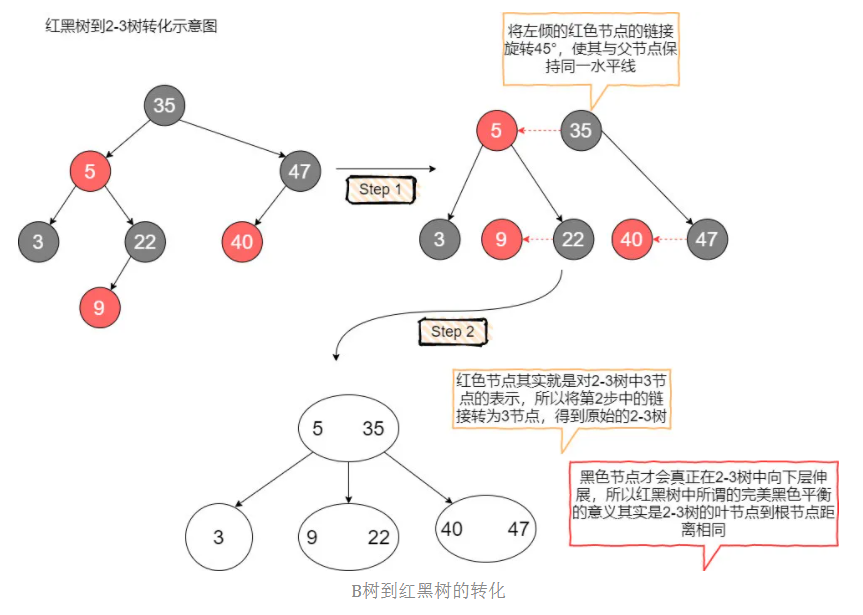 红黑树到2-3树转化示意图
将左倾的红色节点的链接
旋转45°，使其与父节点保
持同一水平线
35
5
47
3
22
40
9
Step 1
5
35
3
9
22
40
47
Step 2
红色节点其实就是对2-3树中3节
点的表示，所以将第2步中的链
接转为3节点，得到原始的2-3树
5 35
3
9 22
40 47
黑色节点才会真正在2-3树中向下层伸
展，所以红黑树中所谓的完美黑色平衡
的意义其实是2-3树的叶节点到根节点距
离相同
B树到红黑树的转化